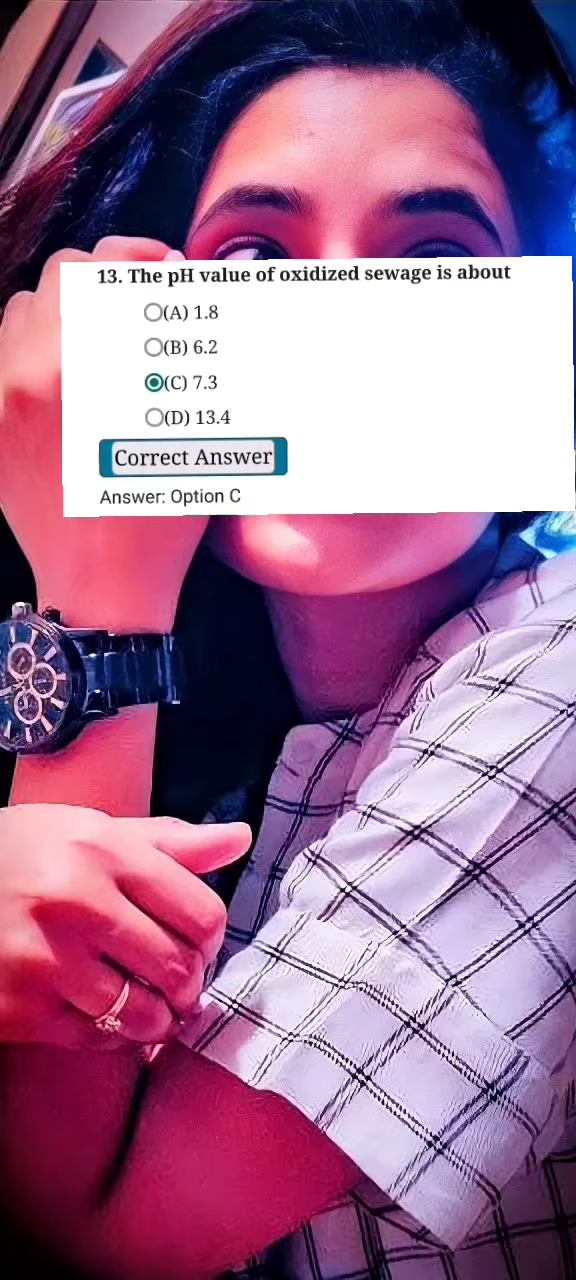 13. The pH value of oxidized sewage is about
(A) 1.8
(B) 6.2
(C) 7.3
(D) 13.4
Correct Answer
Answer: Option C